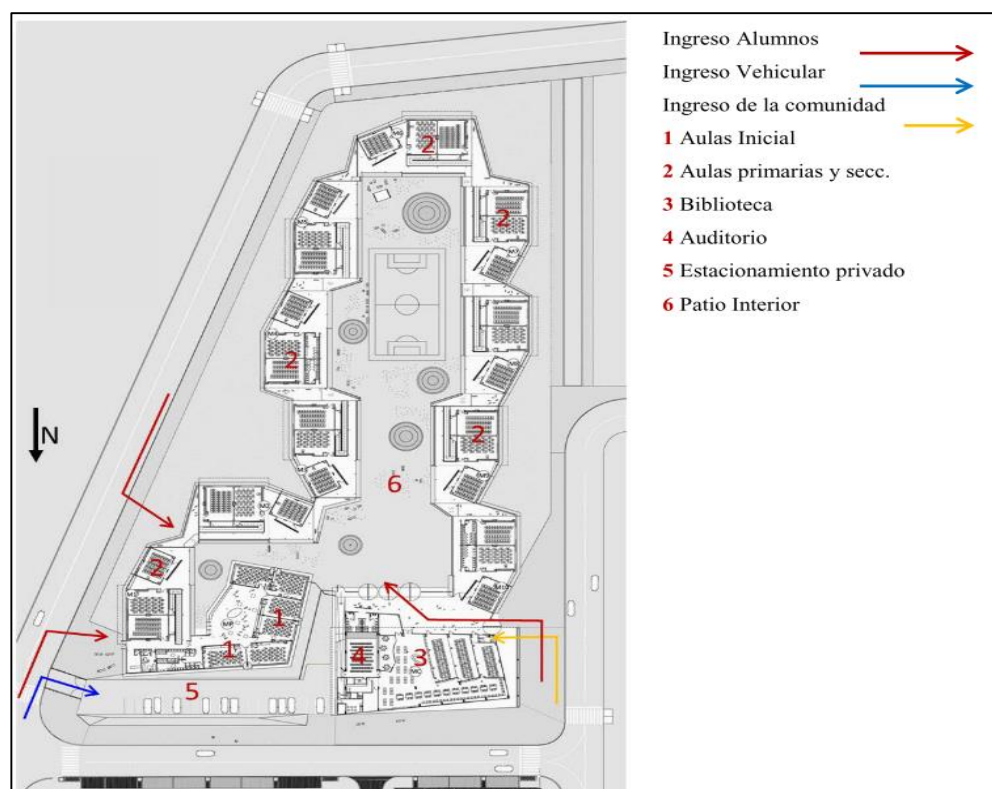 Ingreso Alumnos
Ingreso Vehicular
Ingreso de la comunidad
1 Aulas Inicial
2 Aulas primarias y secc.
3 Biblioteca
4 Auditorio
5 Estacionamiento privado
6 Patio Interior
2
2
2
N
2
6
2
1
1
4
3
5